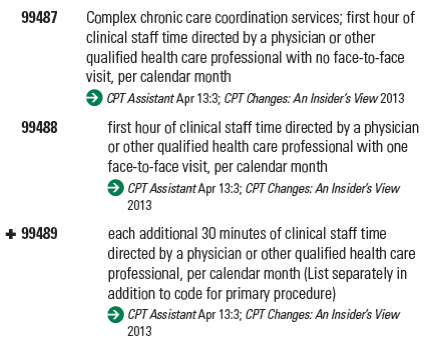 99487 Complex chronic care coordination services; first hour of
clinical staff time directed by a physician or other
qualified health care professional with no face-to-face
visit, per calendar month
CPT Assistant Apr 13:3; CPT Changes: An Insider's View 2013
99488 first hour of clinical staff time directed by a physician
or other qualified health care professional with one
face-to-face visit, per calendar month
CPT Assistant Apr 13:3; CPT Changes: An Insider's View
2013
+ 99489 each additional 30 minutes of clinical staff time
directed by a physician or other qualified health care
professional, per calendar month (List separately in
addition to code for primary procedure)
CPT Assistant Apr 13:3; CPT Changes: An Insider's View
2013